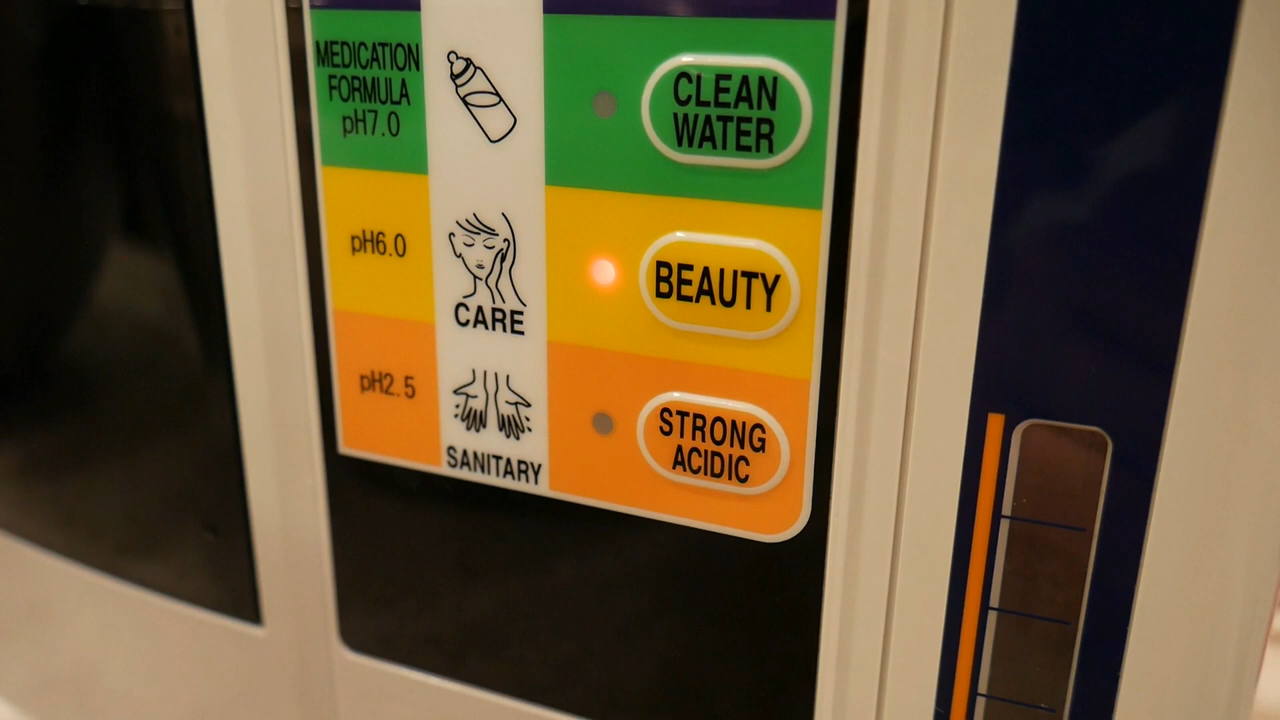 MEDICATION
FORMULA
pH7.0
CLEAN
WATER
pH6.0
CARE
BEAUTY
pH2.5
SANITARY
STRONG
ACIDIC